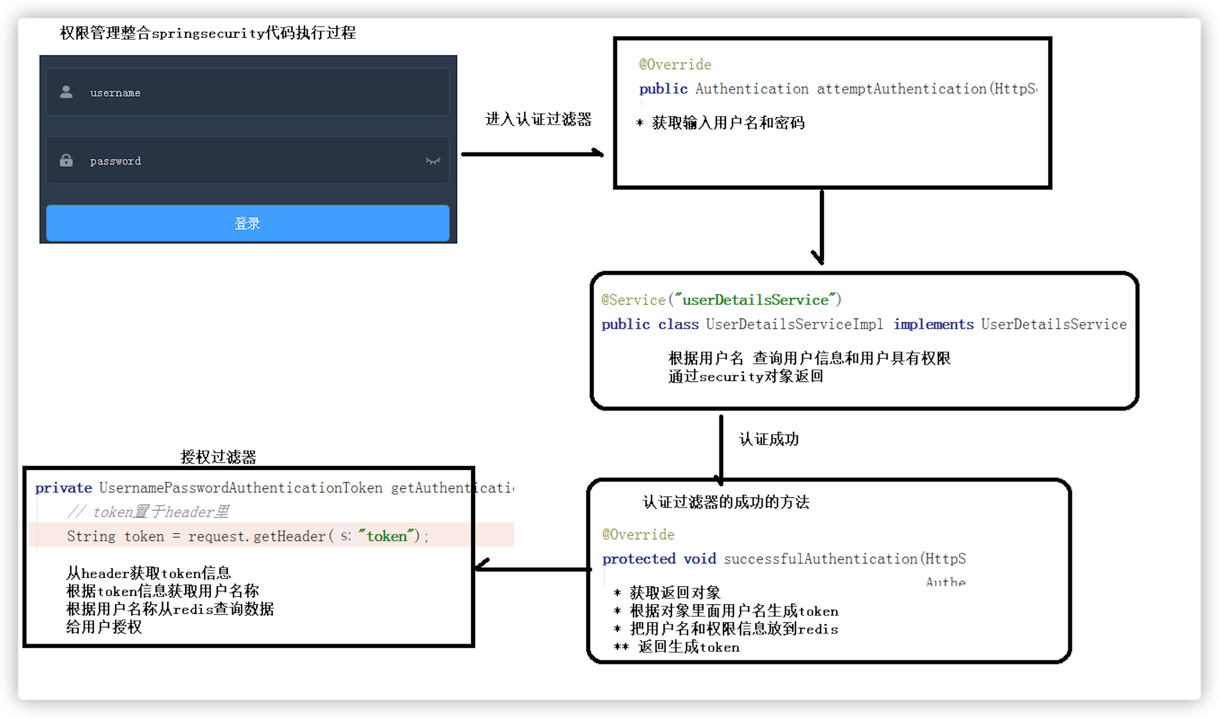 权限管理整合springsecurity代码执行过程
username
password
登录
进入认证过滤器
@Override
public Authentication attemptAuthentication(HttpSe
* 获取输入用户名和密码
@Service("userDetailsService")
public class UserDetailsServiceImpl implements UserDetailsService
根据用户名 查询用户信息和用户具有权限
通过security对象返回
认证成功
认证过滤器的成功的方法
@Override
protected void successfulAuthentication(HttpS
Authe
* 获取返回对象
* 根据对象里面用户名生成token
* 把用户名和权限信息放到redis
** 返回生成token
授权过滤器
private UsernamePasswordAuthenticationToken getAuthenticatio
// token置于header里
String token = request.getHeader( s: "token");
从header获取token信息
根据token信息获取用户名称
根据用户名称从redis查询数据
给用户授权